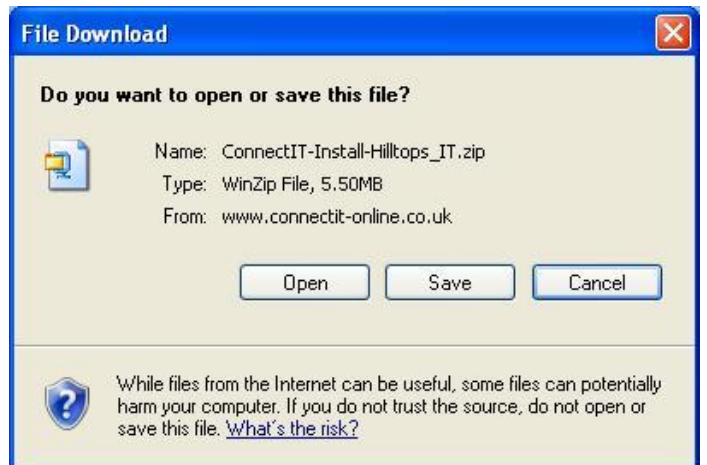 File Download
Do you want to open or save this file?
Name: ConnectIT-Install-Hilltops_IT.zip
Type: WinZip File, 5.50MB
From: www.connectit-online.co.uk
Open Save Cancel
While files from the Internet can be useful, some files can potentially
harm your computer. If you do not trust the source, do not open or
save this file. What's the risk?